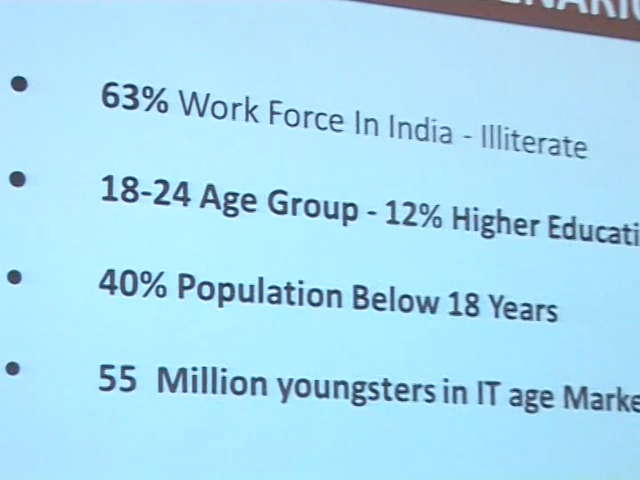 63% Work Force In India - Illiterate
18-24 Age Group - 12% Higher Educati
40% Population Below 18 Years
55 Million youngsters in IT age Marke